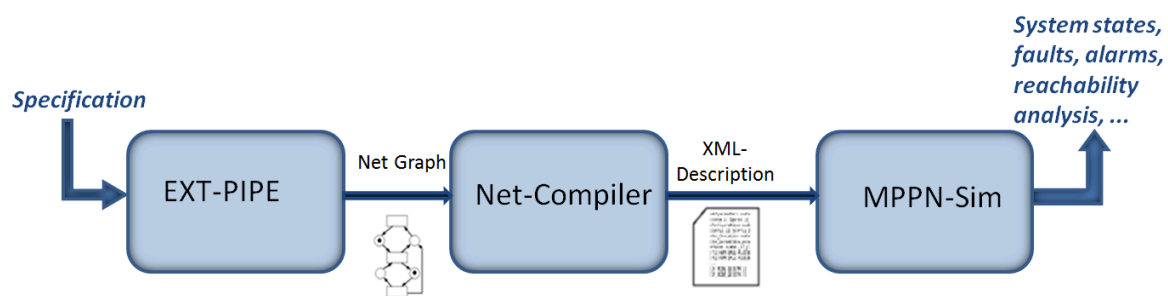 System states,
faults, alarms,
reachability
analysis, ...
Specification
EXT-PIPE
Net Graph
Net-Compiler
XML-
Description
MPPN-Sim